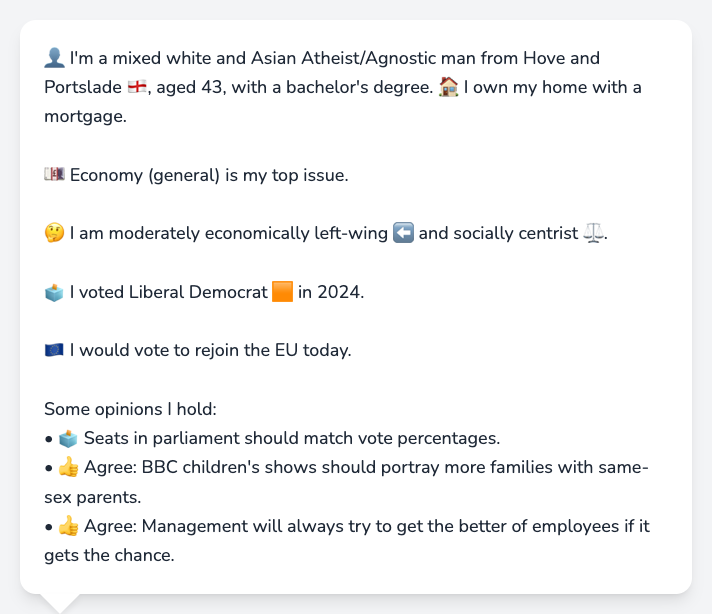 👤 I'm a mixed white and Asian Atheist/Agnostic man from Hove and
Portslade 🏴󠁧󠁢󠁥󠁮󠁧󠁿, aged 43, with a bachelor's degree. 🏠 I own my home with a
mortgage.
💷 Economy (general) is my top issue.
🤔 I am moderately economically left-wing ⬅️ and socially centrist ⚖️.
🗳️ I voted Liberal Democrat 🟧 in 2024.
🇪🇺 I would vote to rejoin the EU today.
Some opinions I hold:
• 🗳️ Seats in parliament should match vote percentages.
• 👍 Agree: BBC children's shows should portray more families with same-
sex parents.
• 👍 Agree: Management will always try to get the better of employees if it
gets the chance.